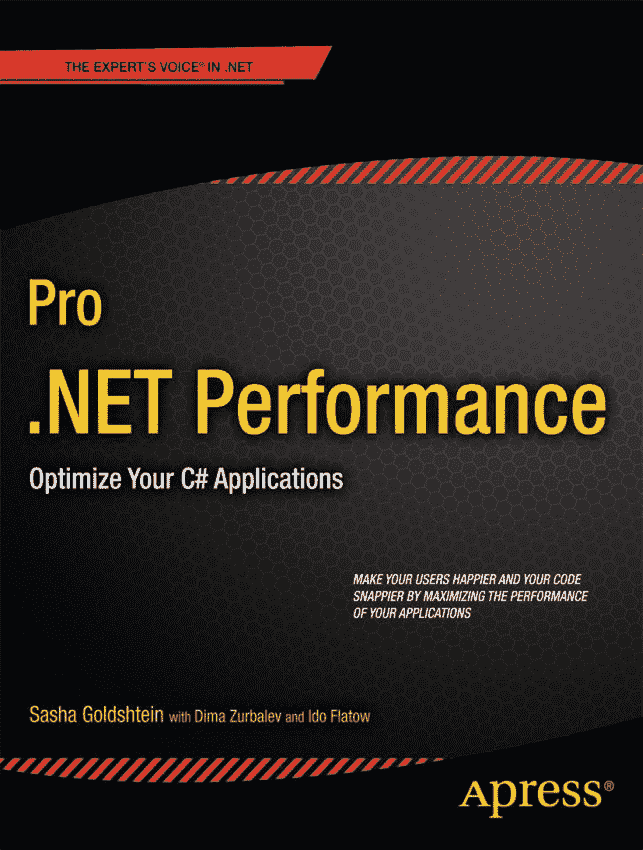 THE EXPERT'S VOICE® IN .NET
Pro
.NET Performance
Optimize Your C# Applications
MAKE YOUR USERS HAPPIER AND YOUR CODE
SNAPPIER BY MAXIMIZING THE PERFORMANCE
OF YOUR APPLICATIONS
Sasha Goldshtein with Dima Zurbalev and Ido Flatow
Apress®